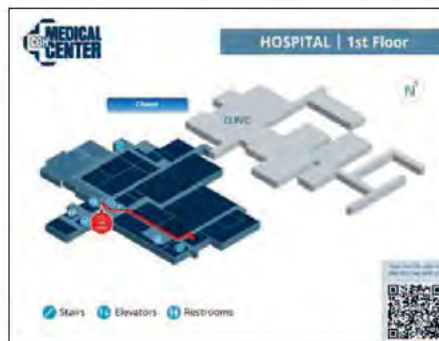 MEDICAL
CENTER
HOSPITAL | 1st Floor
N
Chapel
CLINIC
Stairs
Elevators
Restrooms